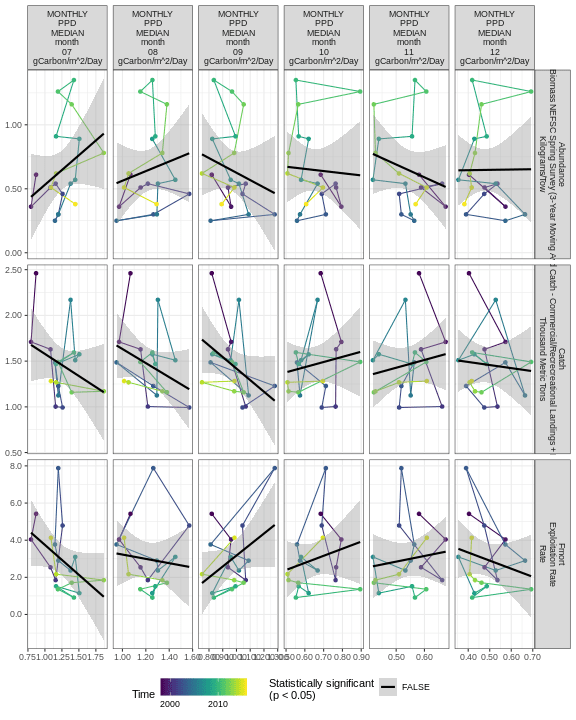 MONTHLY MONTHLY MONTHLY MONTHLY MONTHLY MONTHLY
PPD PPD PPD PPD PPD PPD
MEDIAN MEDIAN MEDIAN MEDIAN MEDIAN MEDIAN
month month month month month month
07 08 09 10 11 12
gCarbon/m^2/Day gCarbon/m^2/Day gCarbon/m^2/Day gCarbon/m^2/Day gCarbon/m^2/Day gCarbon/m^2/Day
1.00
0.50
0.00
Abundance
Biomass NEFSC Spring Survey (3-Year Moving
Kilograms/Tow
2.50
2.00
1.50
1.00
0.50
Catch
Catch - Commercial/Recreational Landings +
Thousand Metric Tons
8.0
6.0
4.0
2.0
0.0
Fmort
Exploitation Rate
Rate
0.75 1.00 1.25 1.50 1.75 1.00 1.20 1.40 1.60 0.50 0.60 0.70 0.80 0.90 0.50 0.60 0.40 0.50 0.60 0.70
Time
2000 2010
Statistically significant
(p < 0.05)
FALSE